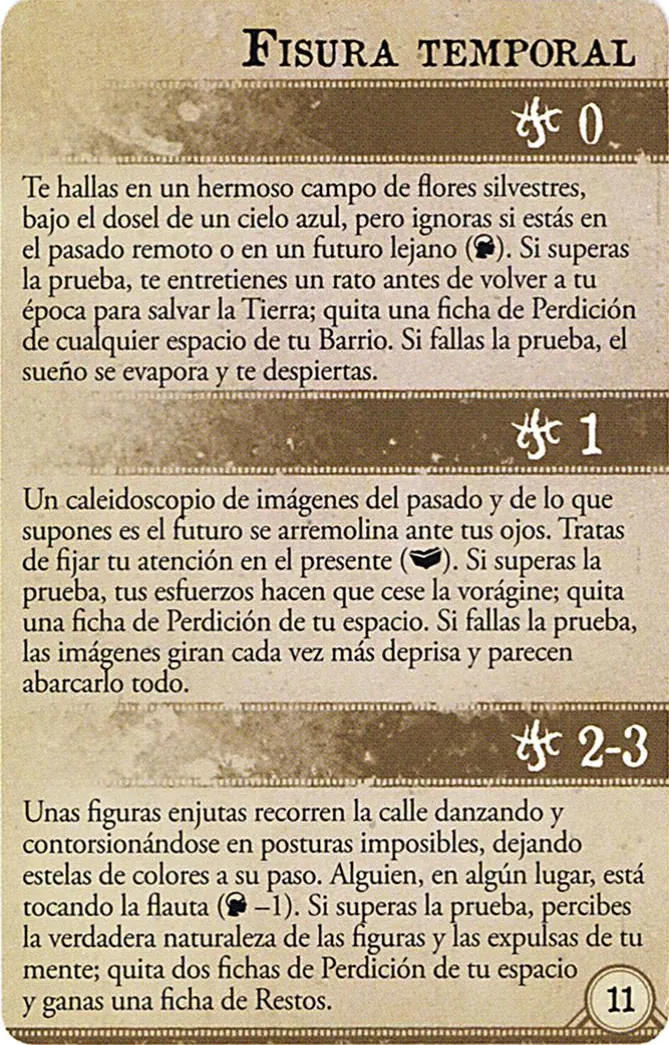 Fisura temporal
0
Te hallas en un hermoso campo de flores silvestres,
bajo el dosel de un cielo azul, pero ignoras si estás en
el pasado remoto o en un futuro lejano ( ). Si superas
la prueba, te entretienes un rato antes de volver a tu
época para salvar la Tierra; quita una ficha de Perdición
de cualquier espacio de tu Barrio. Si fallas la prueba, el
sueño se evapora y te despiertas.
1
Un caleidoscopio de imágenes del pasado y de lo que
supones es el futuro se arremolina ante tus ojos. Tratas
de fijar tu atención en el presente ( ). Si superas la
prueba, tus esfuerzos hacen que cese la vorágine; quita
una ficha de Perdición de tu espacio. Si fallas la prueba,
las imágenes giran cada vez más deprisa y parecen
abarcarlo todo.
2-3
Unas figuras enjutas recorren la calle danzando y
contorsionándose en posturas imposibles, dejando
estelas de colores a su paso. Alguien, en algún lugar, está
tocando la flauta ( –1). Si superas la prueba, percibes
la verdadera naturaleza de las figuras y las expulsas de tu
mente; quita dos fichas de Perdición de tu espacio
y ganas una ficha de Restos.
11